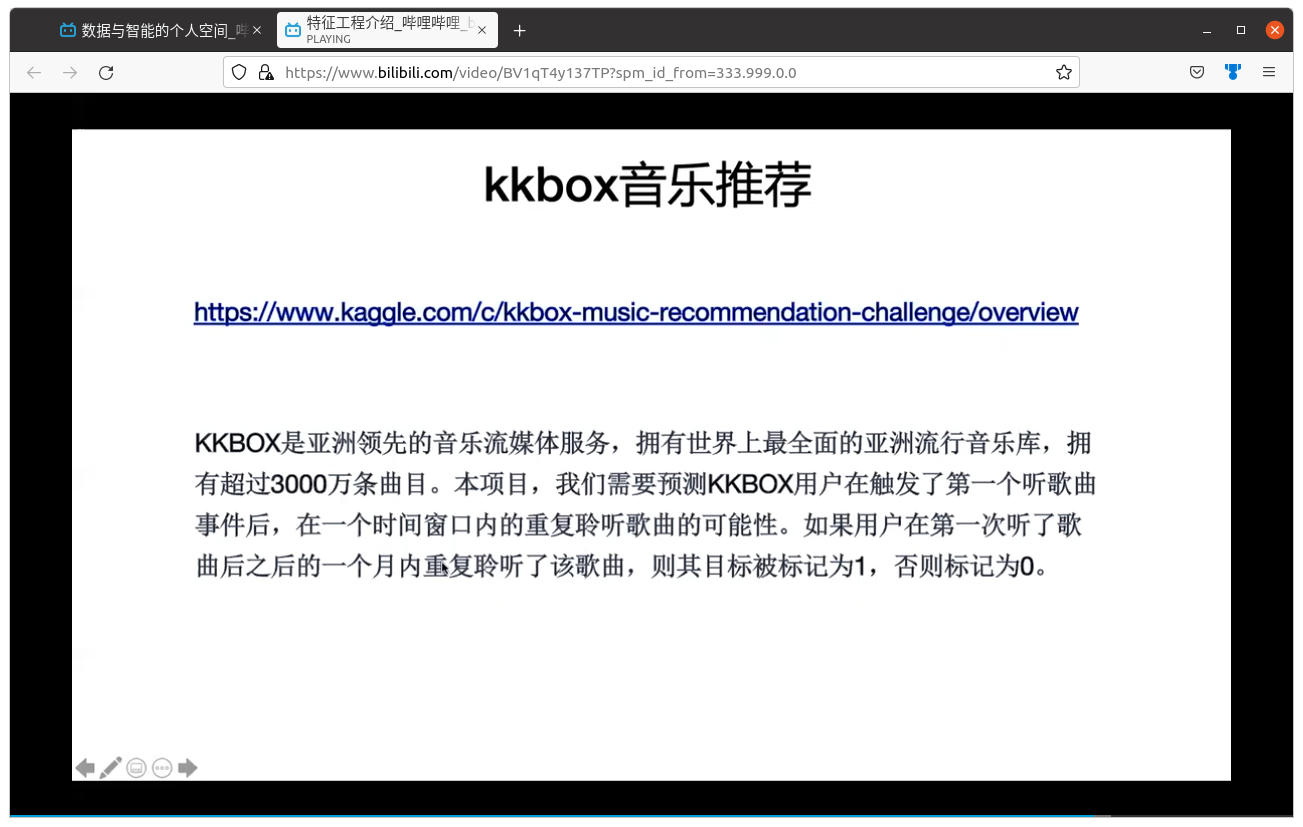 数据与智能的个人空间_哔
特征工程介绍_哔哩哔哩_b
PLAYING
https://www.bilibili.com/video/BV1qT4y137TP?spm_id_from=333.999.0.0
kkbox音乐推荐
https://www.kaggle.com/c/kkbox-music-recommendation-challenge/overview
KKBOX是亚洲领先的音乐流媒体服务，拥有世界上最全面的亚洲流行音乐库，拥
有超过3000万条曲目。本项目，我们需要预测KKBOX用户在触发了第一个听歌曲
事件后，在一个时间窗口内的重复聆听歌曲的可能性。如果用户在第一次听了歌
曲后之后的一个月内重复聆听了该歌曲，则其目标被标记为1，否则标记为0。